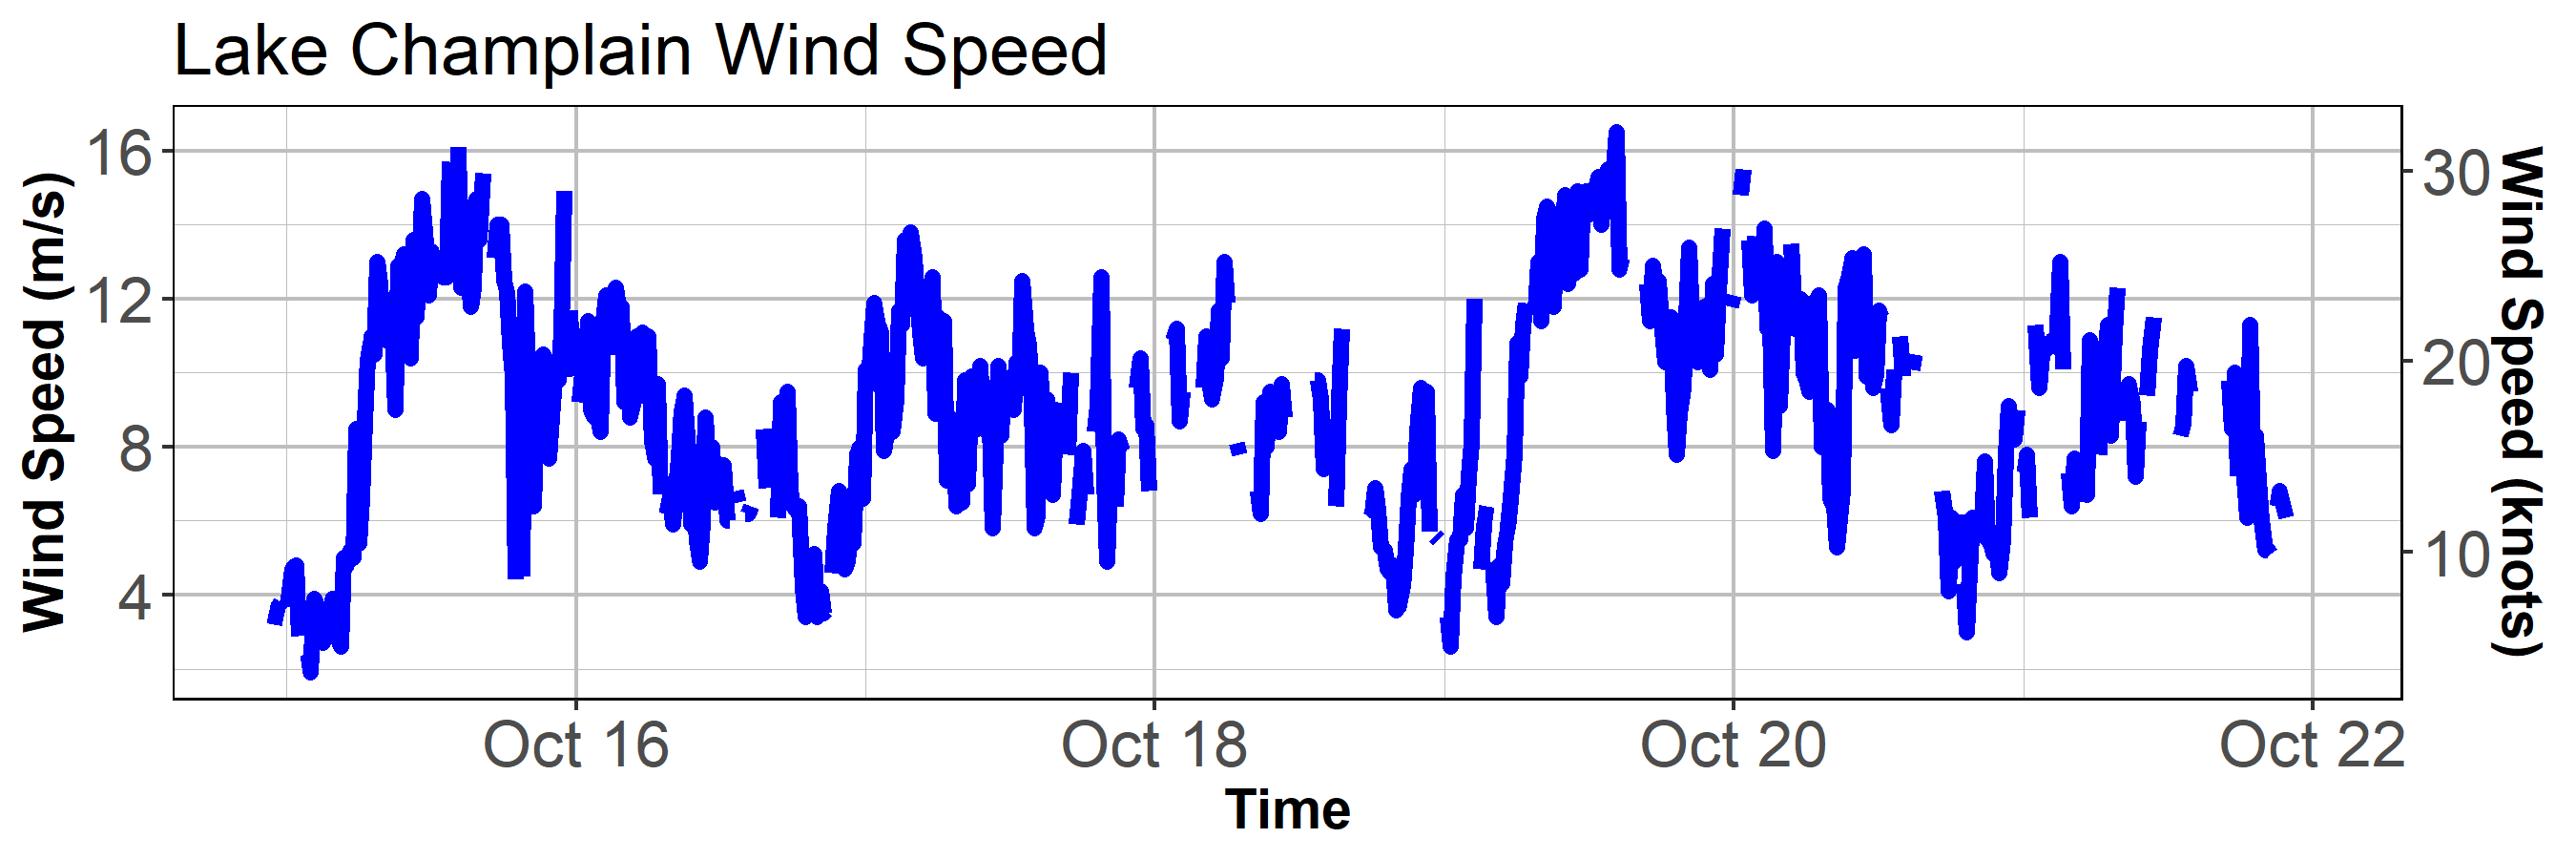 Lake Champlain Wind Speed
Wind Speed (m/s)
16
12
8
4
30
20
10
Wind Speed (knots)
Oct 16
Oct 18
Oct 20
Oct 22
Time